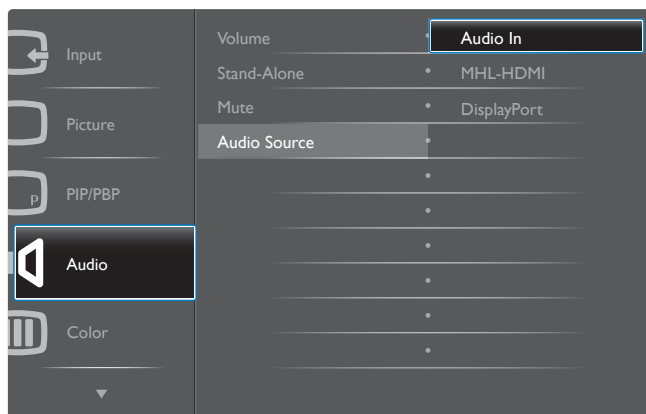 Input
Picture
P
PIP/PBP
Audio
Color
Volume
Stand-Alone
Mute
Audio Source
Audio In
MHL-HDMI
DisplayPort